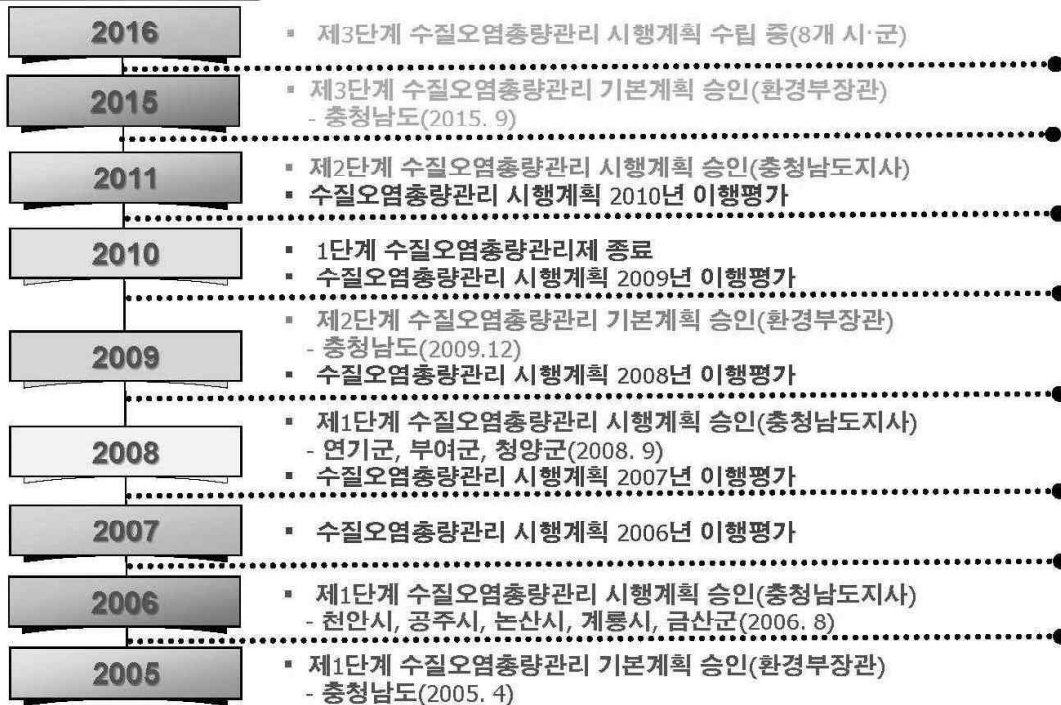 2016
▪ 제3단계 수질오염총량관리 시행계획 수립 중(8개 시·군)
2015
▪ 제3단계 수질오염총량관리 기본계획 승인(환경부장관)
- 충청남도(2015. 9)
2011
▪ 제2단계 수질오염총량관리 시행계획 승인(충청남도지사)
▪ 수질오염총량관리 시행계획 2010년 이행평가
2010
▪ 1단계 수질오염총량관리제 종료
▪ 수질오염총량관리 시행계획 2009년 이행평가
2009
▪ 제2단계 수질오염총량관리 기본계획 승인(환경부장관)
- 충청남도(2009.12)
▪ 수질오염총량관리 시행계획 2008년 이행평가
2008
▪ 제1단계 수질오염총량관리 시행계획 승인(충청남도지사)
- 연기군, 부여군, 청양군(2008. 9)
▪ 수질오염총량관리 시행계획 2007년 이행평가
2007
▪ 수질오염총량관리 시행계획 2006년 이행평가
2006
▪ 제1단계 수질오염총량관리 시행계획 승인(충청남도지사)
- 천안시, 공주시, 논산시, 계룡시, 금산군(2006. 8)
2005
▪ 제1단계 수질오염총량관리 기본계획 승인(환경부장관)
- 충청남도(2005. 4)